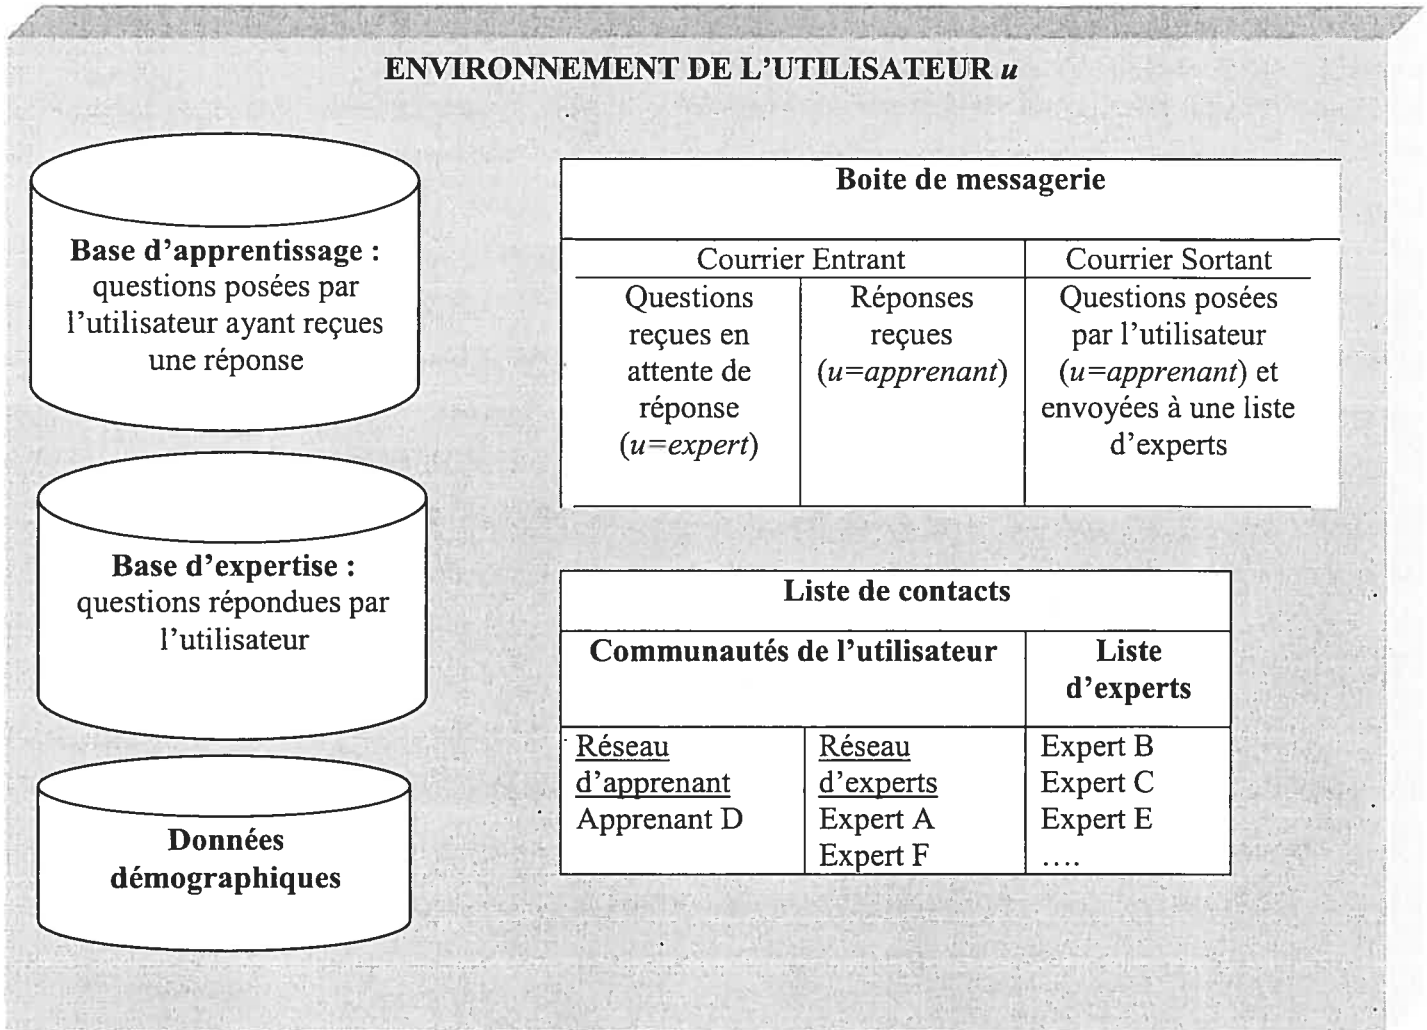 ENVIRONNEMENT DE L'UTILISATEUR u
Base d'apprentissage :
questions posées par
l'utilisateur ayant reçues
une réponse
Base d'expertise :
questions répondues par
l'utilisateur
Données
démographiques
Boite de messagerie
Courrier Entrant
Courrier Sortant
Questions
reçues en
attente de
réponse
(u=expert)
Réponses
reçues
(u=apprenant)
Questions posées
par l'utilisateur
(u=apprenant) et
envoyées à une liste
d'experts
Liste de contacts
Communautés de l'utilisateur
Liste
d'experts
Réseau
d'apprenant
Apprenant D
Réseau
d'experts
Expert A
Expert F
Expert B
Expert C
Expert E
....